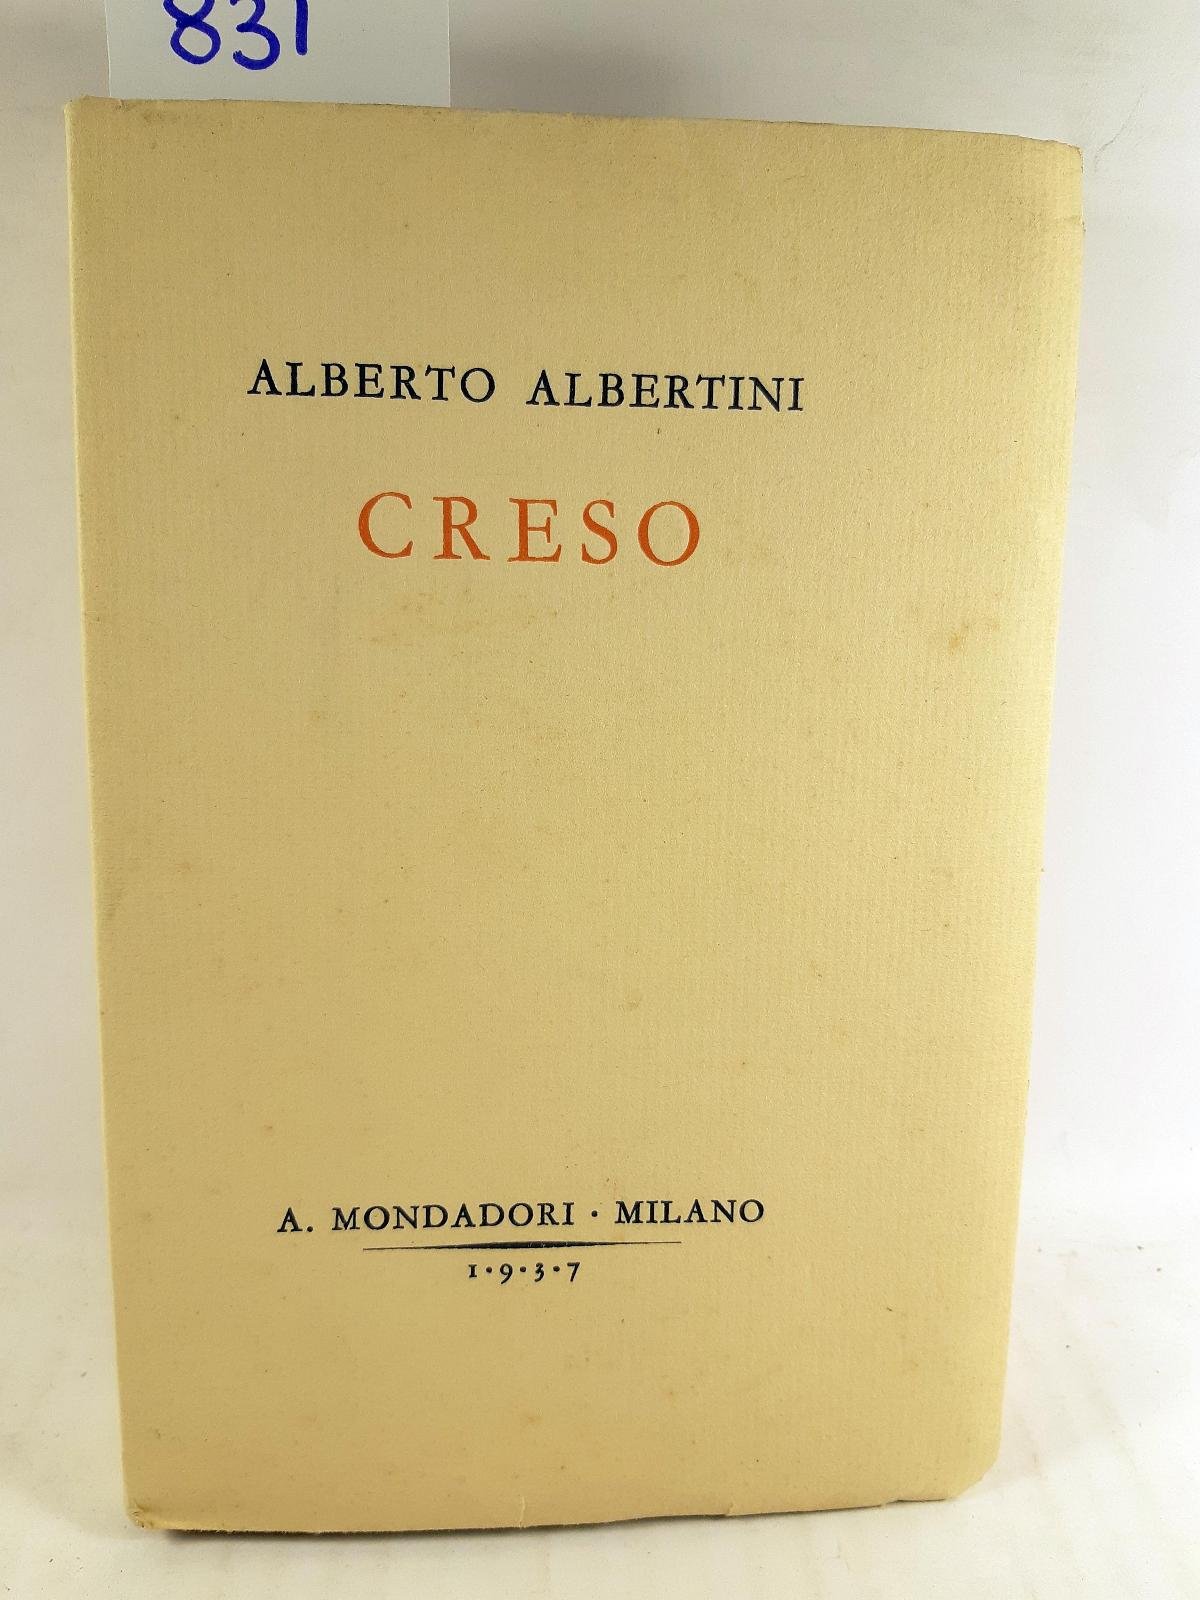 831
ALBERTO ALBERTINI
CRESO
A. MONDADORI · MILANO
1·9·3·7